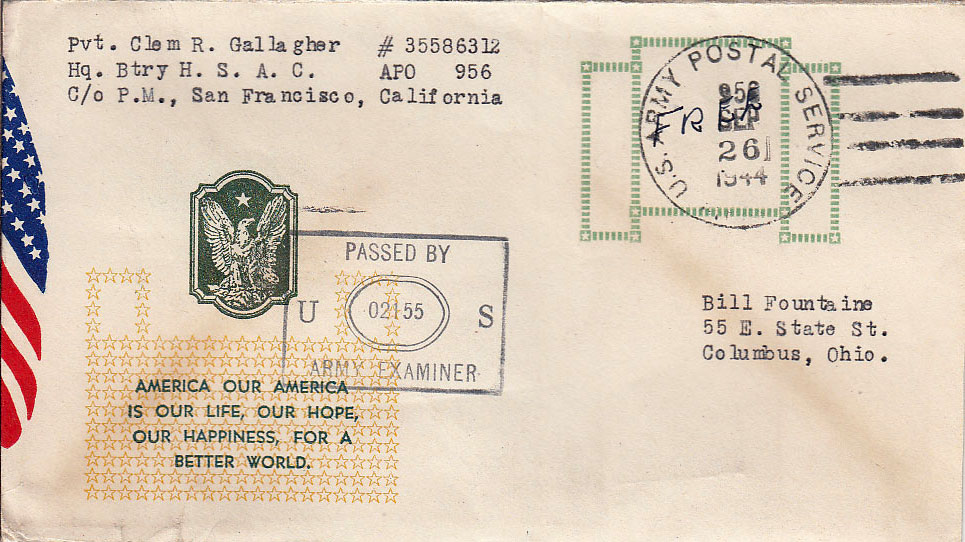 Pvt. Clem R. Gallagher # 35586312
Hq. Btry H. S. A. C. APO 956
C/o P.M., San Francisco, California
U.S. ARMY POSTAL SERVICE
956
SEP
26
1944
PASSED BY
U 02155 S
ARMY EXAMINER
Bill Fountaine
55 E. State St.
Columbus, Ohio.
AMERICA OUR AMERICA
IS OUR LIFE, OUR HOPE,
OUR HAPPINESS, FOR A
BETTER WORLD.